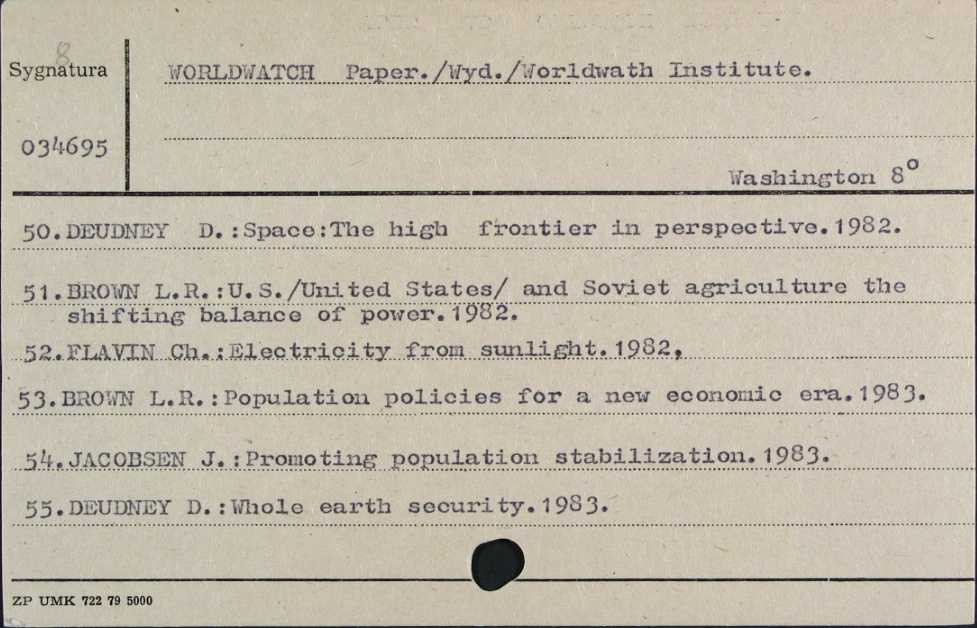 8
Sygnatura
WORLDWATCH Paper./Wyd./Worldwath Institute.
034695
Washington 8°
50.DEUDNEY D.:Space:The high frontier in perspective.1982.
51.BROWN L.R.:U.S./United States/ and Soviet agriculture the
shifting balance of power.1982.
52.FLAVIN Ch.:Electricity from sunlight.1982,
53.BROWN L.R.:Population policies for a new economic era.1983.
54.JACOBSEN J.:Promoting population stabilization.1983.
55.DEUDNEY D.:Whole earth security.1983.
ZP UMK 722 79 5000